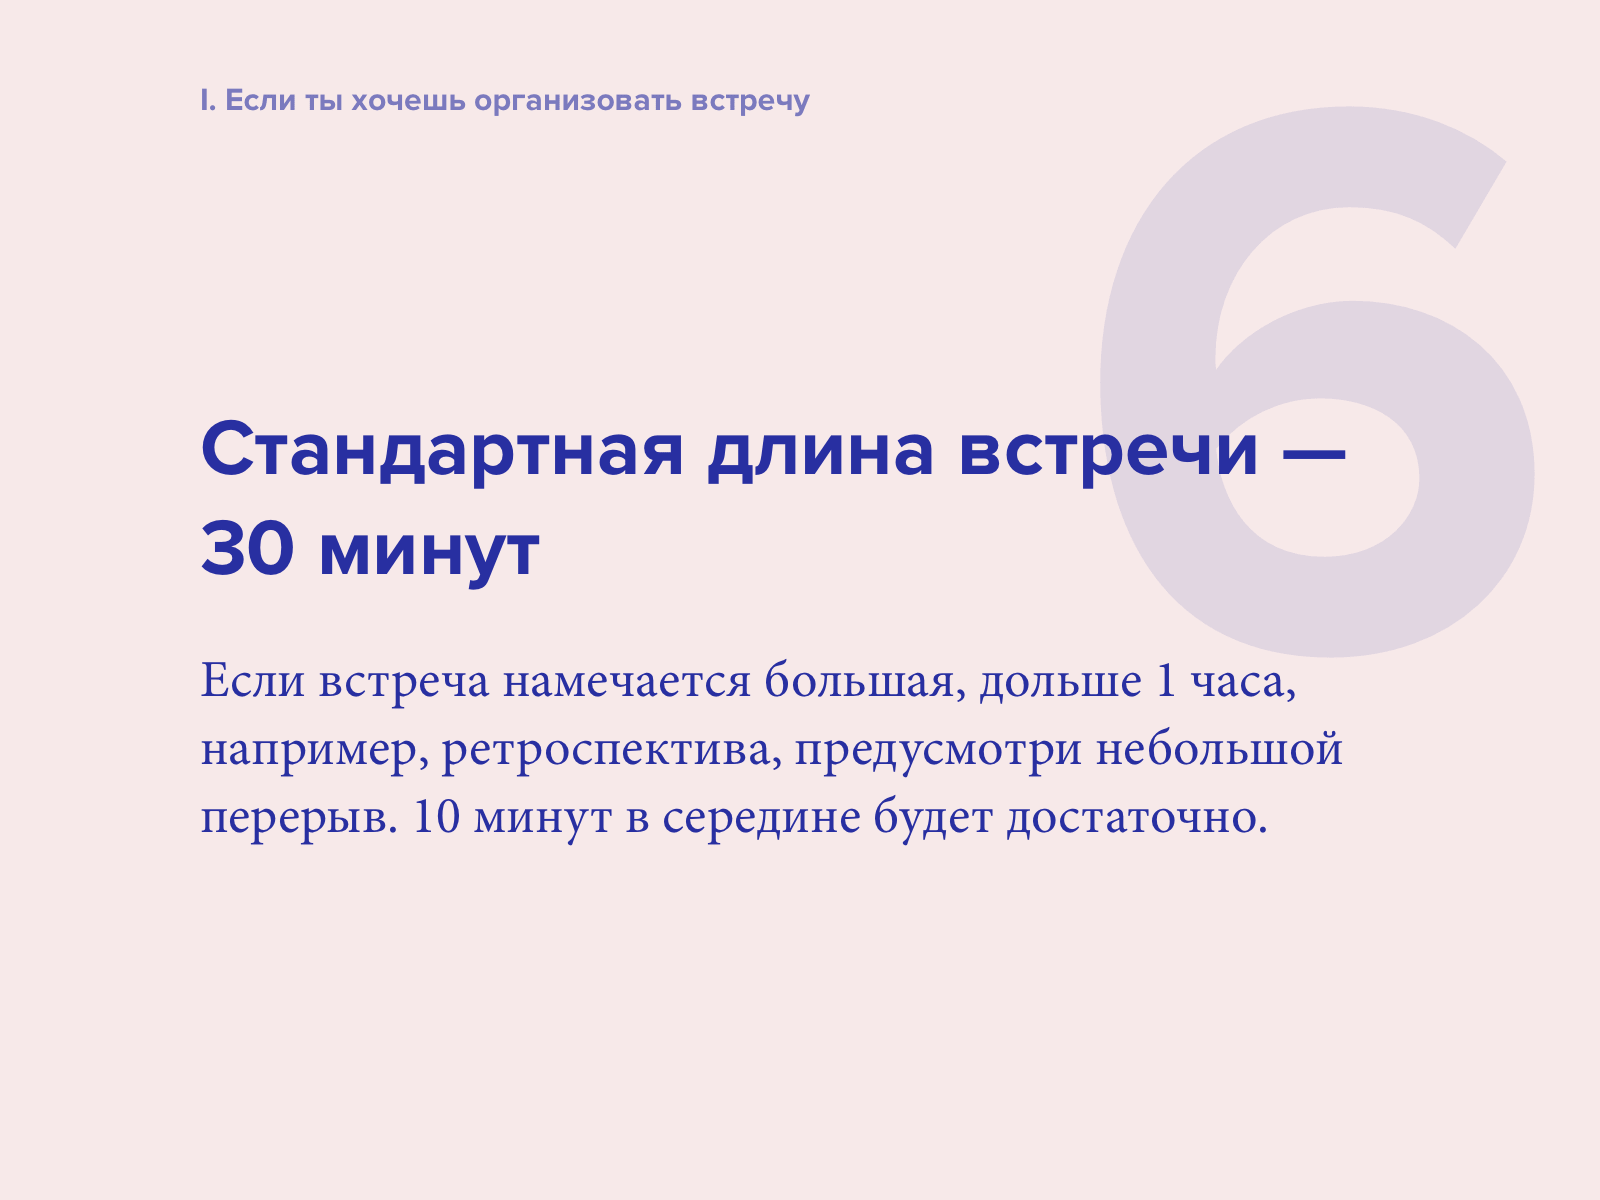 I. Если ты хочешь организовать встречу
6
Стандартная длина встречи —
30 минут
Если встреча намечается большая, дольше 1 часа,
например, ретроспектива, предусмотри небольшой
перерыв. 10 минут в середине будет достаточно.